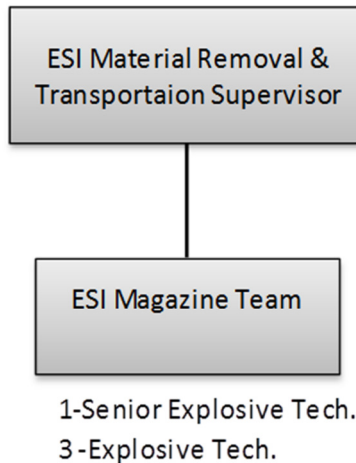 ESI Material Removal &
Transportaion Supervisor
ESI Magazine Team
1-Senior Explosive Tech.
3 -Explosive Tech.